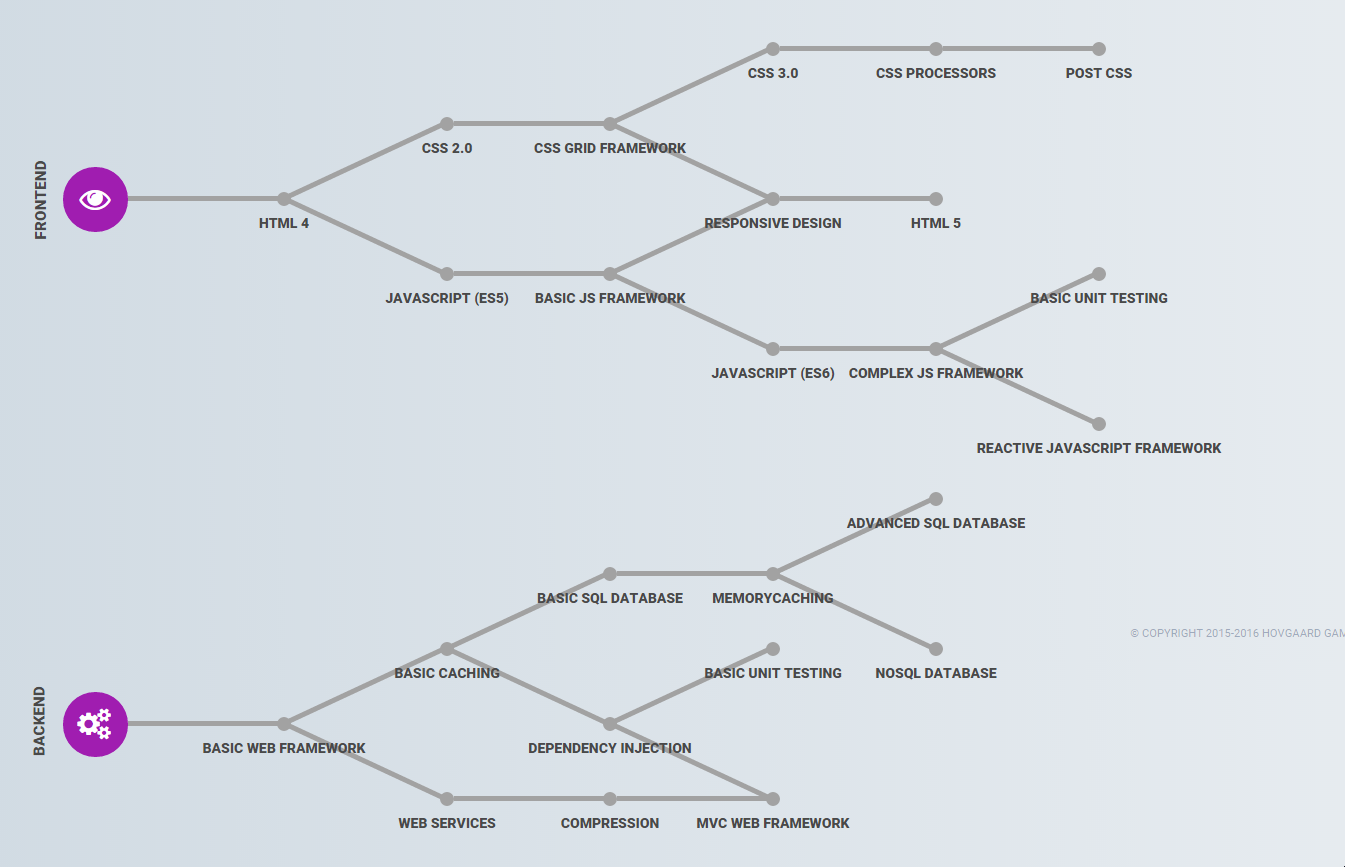 CSS 3.0
CSS PROCESSORS
POST CSS
CSS 2.0
CSS GRID FRAMEWORK
FRONTEND
HTML 4
RESPONSIVE DESIGN
HTML 5
JAVASCRIPT (ES5)
BASIC JS FRAMEWORK
BASIC UNIT TESTING
JAVASCRIPT (ES6)
COMPLEX JS FRAMEWORK
REACTIVE JAVASCRIPT FRAMEWORK
ADVANCED SQL DATABASE
BASIC SQL DATABASE
MEMORYCACHING
© COPYRIGHT 2015-2016 HOVGAARD GAM
BASIC CACHING
BASIC UNIT TESTING
NOSQL DATABASE
BACKEND
BASIC WEB FRAMEWORK
DEPENDENCY INJECTION
WEB SERVICES
COMPRESSION
MVC WEB FRAMEWORK